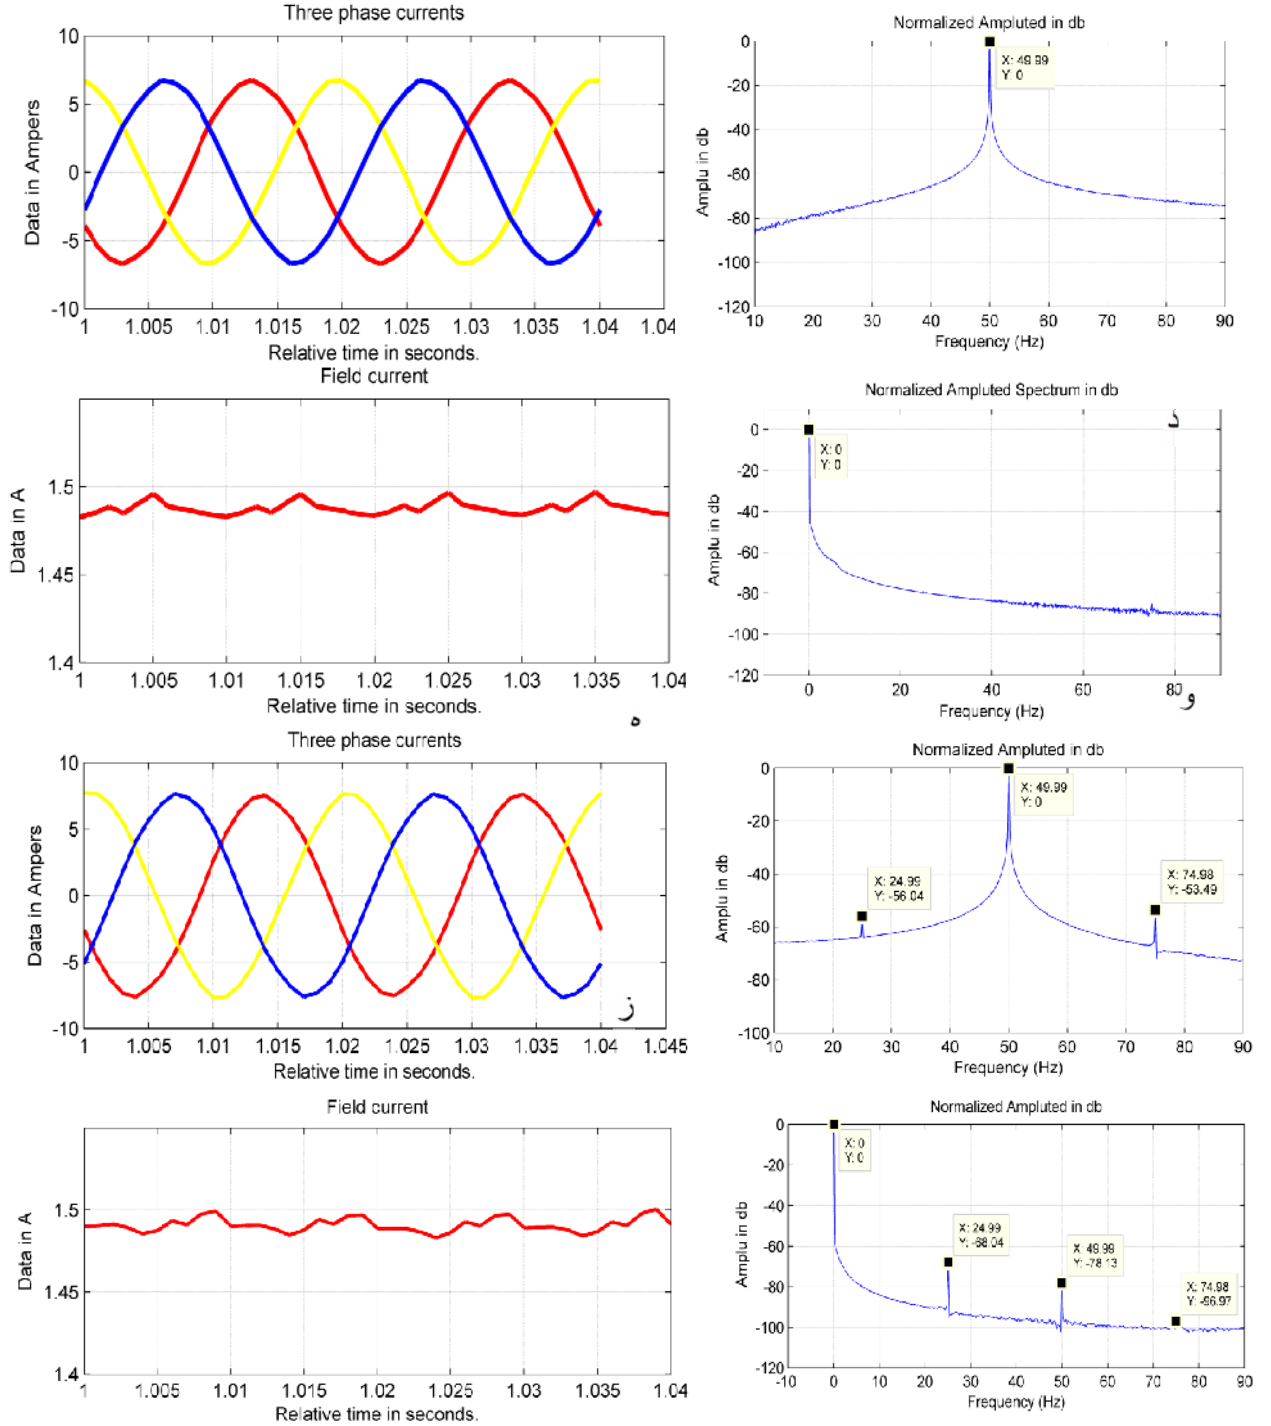 Three phase currents
10
5
0
-5
-10
Data in Ampers
1 1.005 1.01 1.015 1.02 1.025 1.03 1.035 1.04 1.04
Relative time in seconds.
Normalized Ampluted in db
0
-20
-40
-60
-80
-100
-120
Amplu in db
X: 49.99
Y: 0
10 20 30 40 50 60 70 80 90
Frequency (Hz)
Field current
1.5
1.45
1.4
Data in A
1 1.005 1.01 1.015 1.02 1.025 1.03 1.035 1.04
Relative time in seconds.
Normalized Ampluted Spectrum in db
د
0
-20
-40
-60
-80
-100
-120
Amplu in db
X: 0
Y: 0
0 20 40 60 80
و
Frequency (Hz)
ه
Three phase currents
10
5
0
-5
-10
Data in Ampers
ز
1 1.005 1.01 1.015 1.02 1.025 1.03 1.035 1.04 1.045
Relative time in seconds.
Normalized Ampluted in db
0
-20
-40
-60
-80
-100
Amplu in db
X: 49.99
Y: 0
X: 24.99
Y: -56.04
X: 74.98
Y: -53.49
10 20 30 40 50 60 70 80 90
Frequency (Hz)
Field current
1.5
1.45
1.4
Data in A
1 1.005 1.01 1.015 1.02 1.025 1.03 1.035 1.04
Relative time in seconds.
Normalized Ampluted in db
0
-20
-40
-60
-80
-100
-120
Amplu in db
X: 0
Y: 0
X: 24.99
Y: -68.04
X: 49.99
Y: -78.13
X: 74.98
Y: -96.97
-10 0 10 20 30 40 50 60 70 80 90
Frequency (Hz)